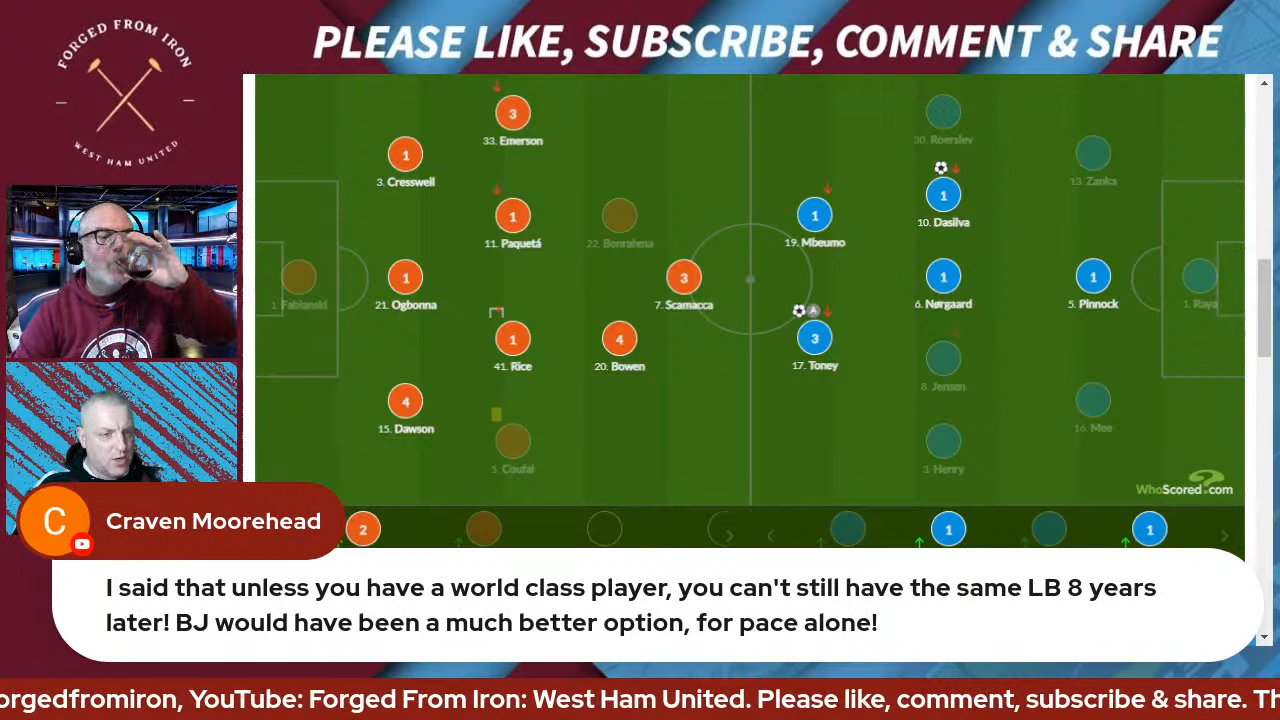 FORGED FROM IRON
WEST HAM UNITED
PLEASE LIKE, SUBSCRIBE, COMMENT & SHARE
3
33. Emerson
30. Roerslev
1
3. Cresswell
13. Zanka
1
10. Dasilva
1
11. Paquetá
22. Benrahma
1
19. Mbeumo
1. Fabianski
1
21. Ogbonna
3
7. Scamacca
1
6. Nørgaard
1
5. Pinnock
1. Raya
1
41. Rice
4
20. Bowen
A
3
17. Toney
8. Jensen
4
15. Dawson
16. Mee
5. Coufal
3. Henry
WhoScored.com
2
1
1
C
Craven Moorehead
I said that unless you have a world class player, you can't still have the same LB 8 years
later! BJ would have been a much better option, for pace alone!
orgedfromiron, YouTube: Forged From Iron: West Ham United. Please like, comment, subscribe & share. Th